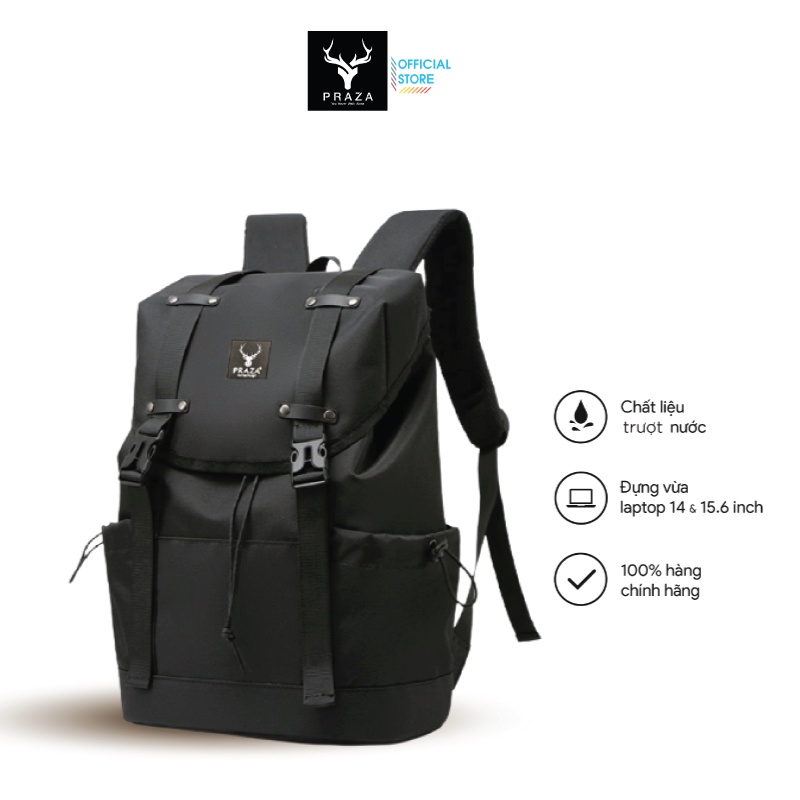 PRAZA
OFFICIAL
STORE
PRAZA
Chất liệu
trượt nước
Đựng vừa
laptop 14 & 15.6 inch
100% hàng
chính hãng